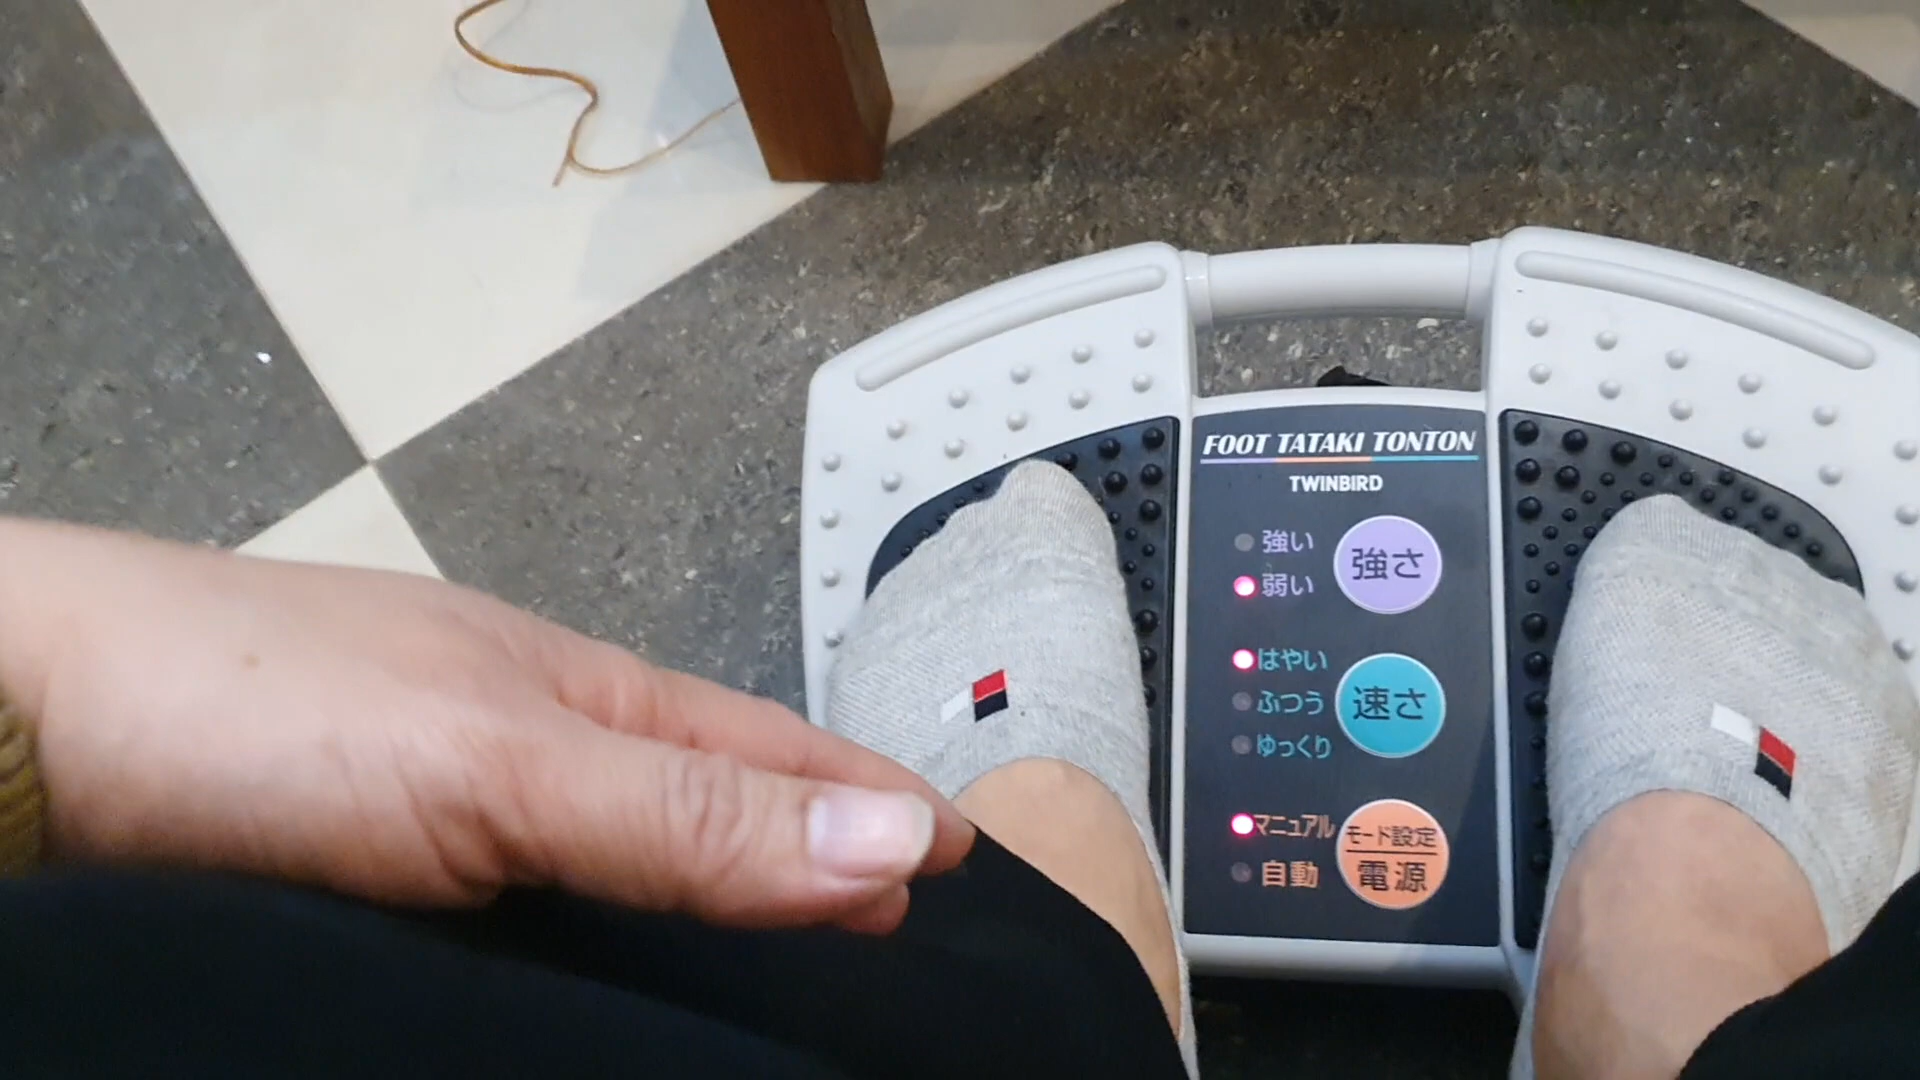 FOOT TATAKI TONTON
TWINBIRD
強い
弱い
強さ
はやい
ふつう
ゆっくり
速さ
マニュアル
自動
モード設定
電源